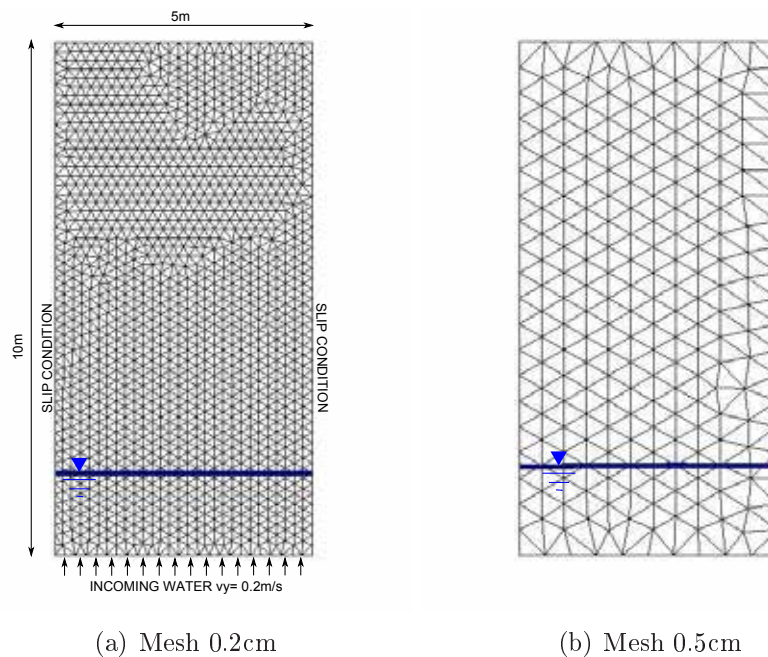 5m
10m
SLIP CONDITION
SLIP CONDITION
INCOMING WATER vy= 0.2m/s
(a) Mesh 0.2cm
(b) Mesh 0.5cm